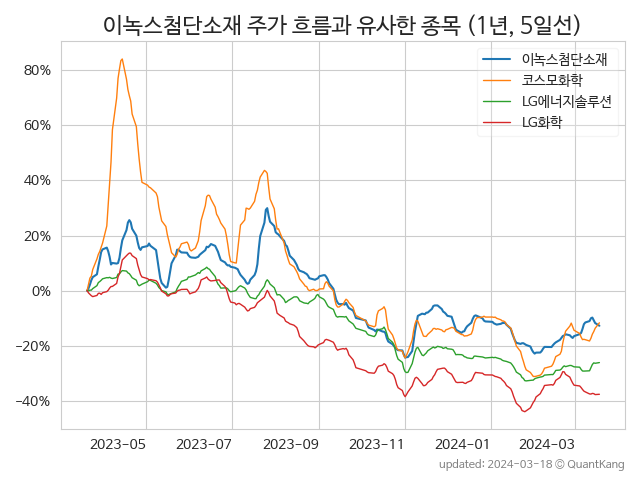 이녹스첨단소재 주가 흐름과 유사한 종목 (1년, 5일선)
이녹스첨단소재
코스모화학
LG에너지솔루션
LG화학
80%
60%
40%
20%
0%
−20%
−40%
2023−05
2023−07
2023−09
2023−11
2024−01
2024−03
updated: 2024-03-18 © QuantKang